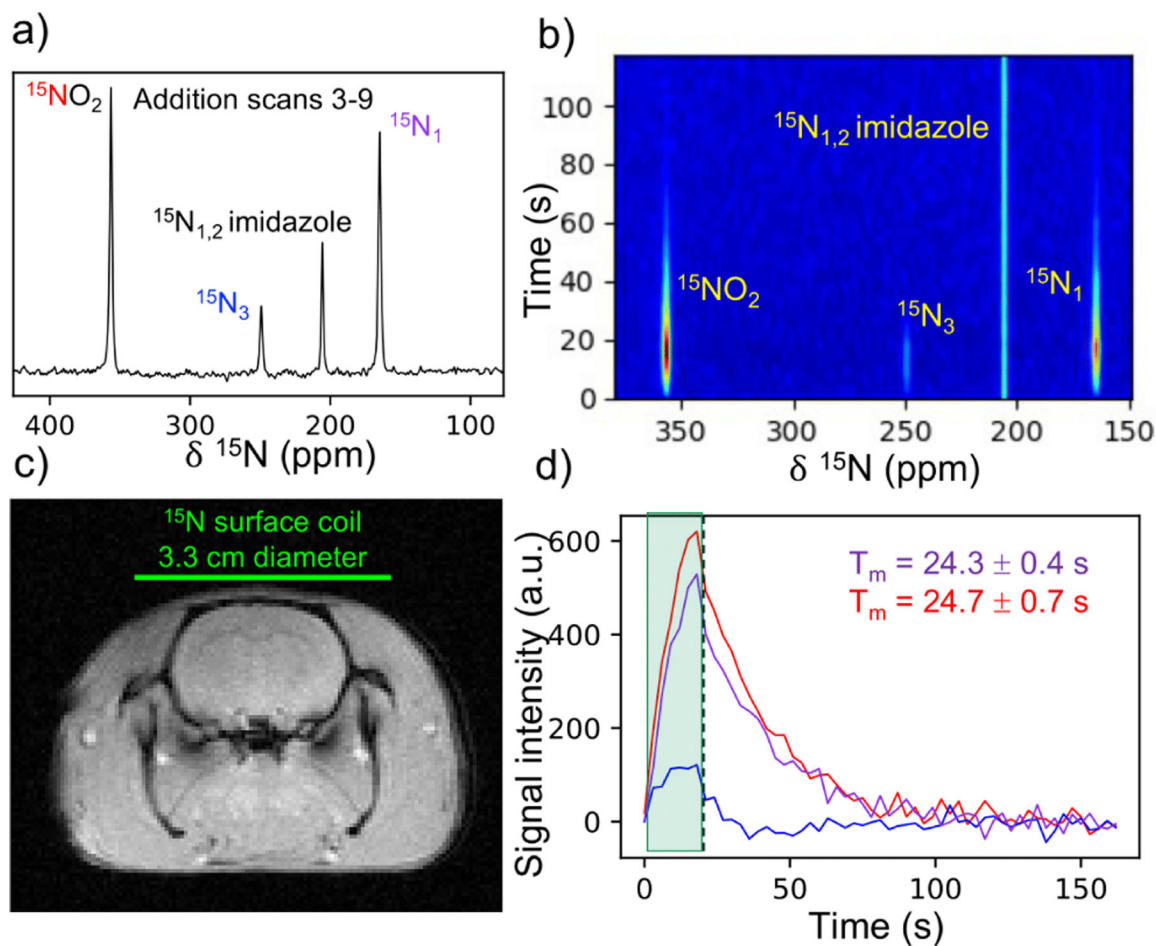 a)
¹⁵NO₂
Addition scans 3-9
¹⁵N₁
¹⁵N₁,₂ imidazole
¹⁵N₃
400
300
200
100
δ ¹⁵N (ppm)
b)
100
80
60
40
20
0
Time (s)
¹⁵N₁,₂ imidazole
¹⁵NO₂
¹⁵N₃
¹⁵N₁
350
300
250
200
150
δ ¹⁵N (ppm)
c)
¹⁵N surface coil
3.3 cm diameter
d)
600
400
200
0
Signal intensity (a.u.)
Tₘ = 24.3 ± 0.4 s
Tₘ = 24.7 ± 0.7 s
0
50
100
150
Time (s)